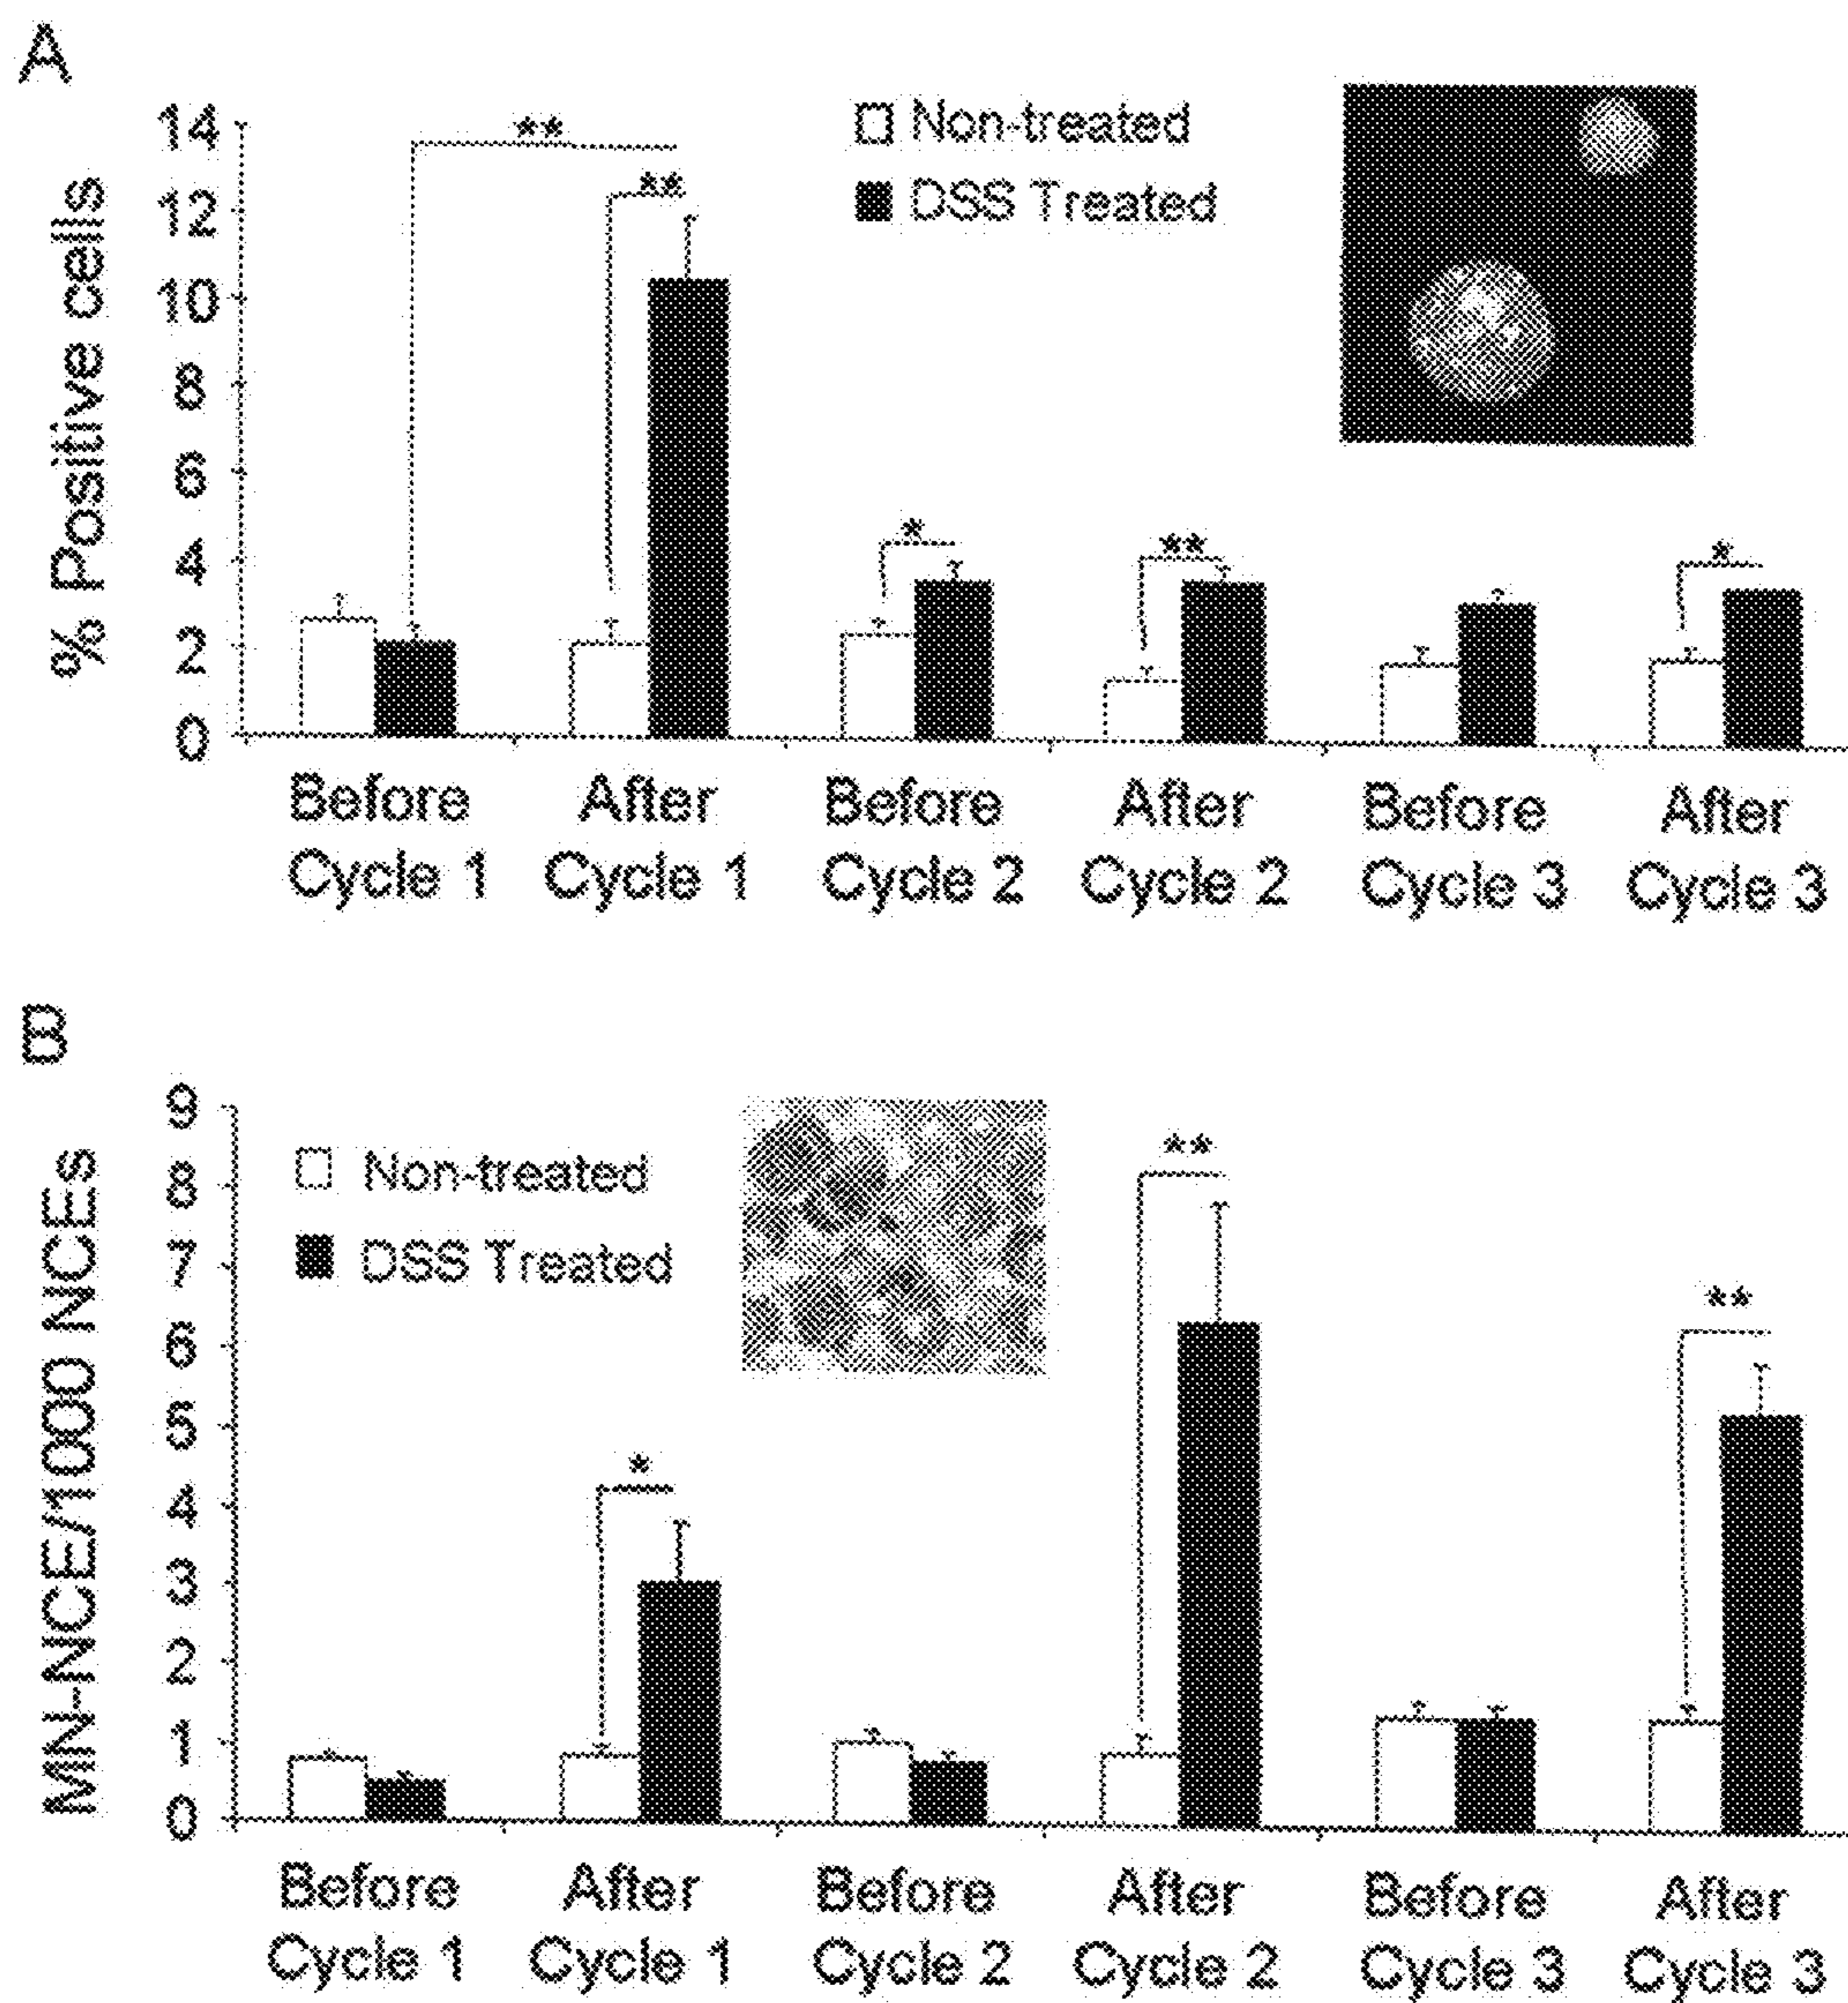 A
% Positive cells
14
12
10
8
6
4
2
0
**
**
*
**
*
Non-treated
DSS Treated
Before Cycle 1
After Cycle 1
Before Cycle 2
After Cycle 2
Before Cycle 3
After Cycle 3
B
MN-NCE/1000 NCEs
9
8
7
6
5
4
3
2
1
0
Non-treated
DSS Treated
*
**
**
Before Cycle 1
After Cycle 1
Before Cycle 2
After Cycle 2
Before Cycle 3
After Cycle 3